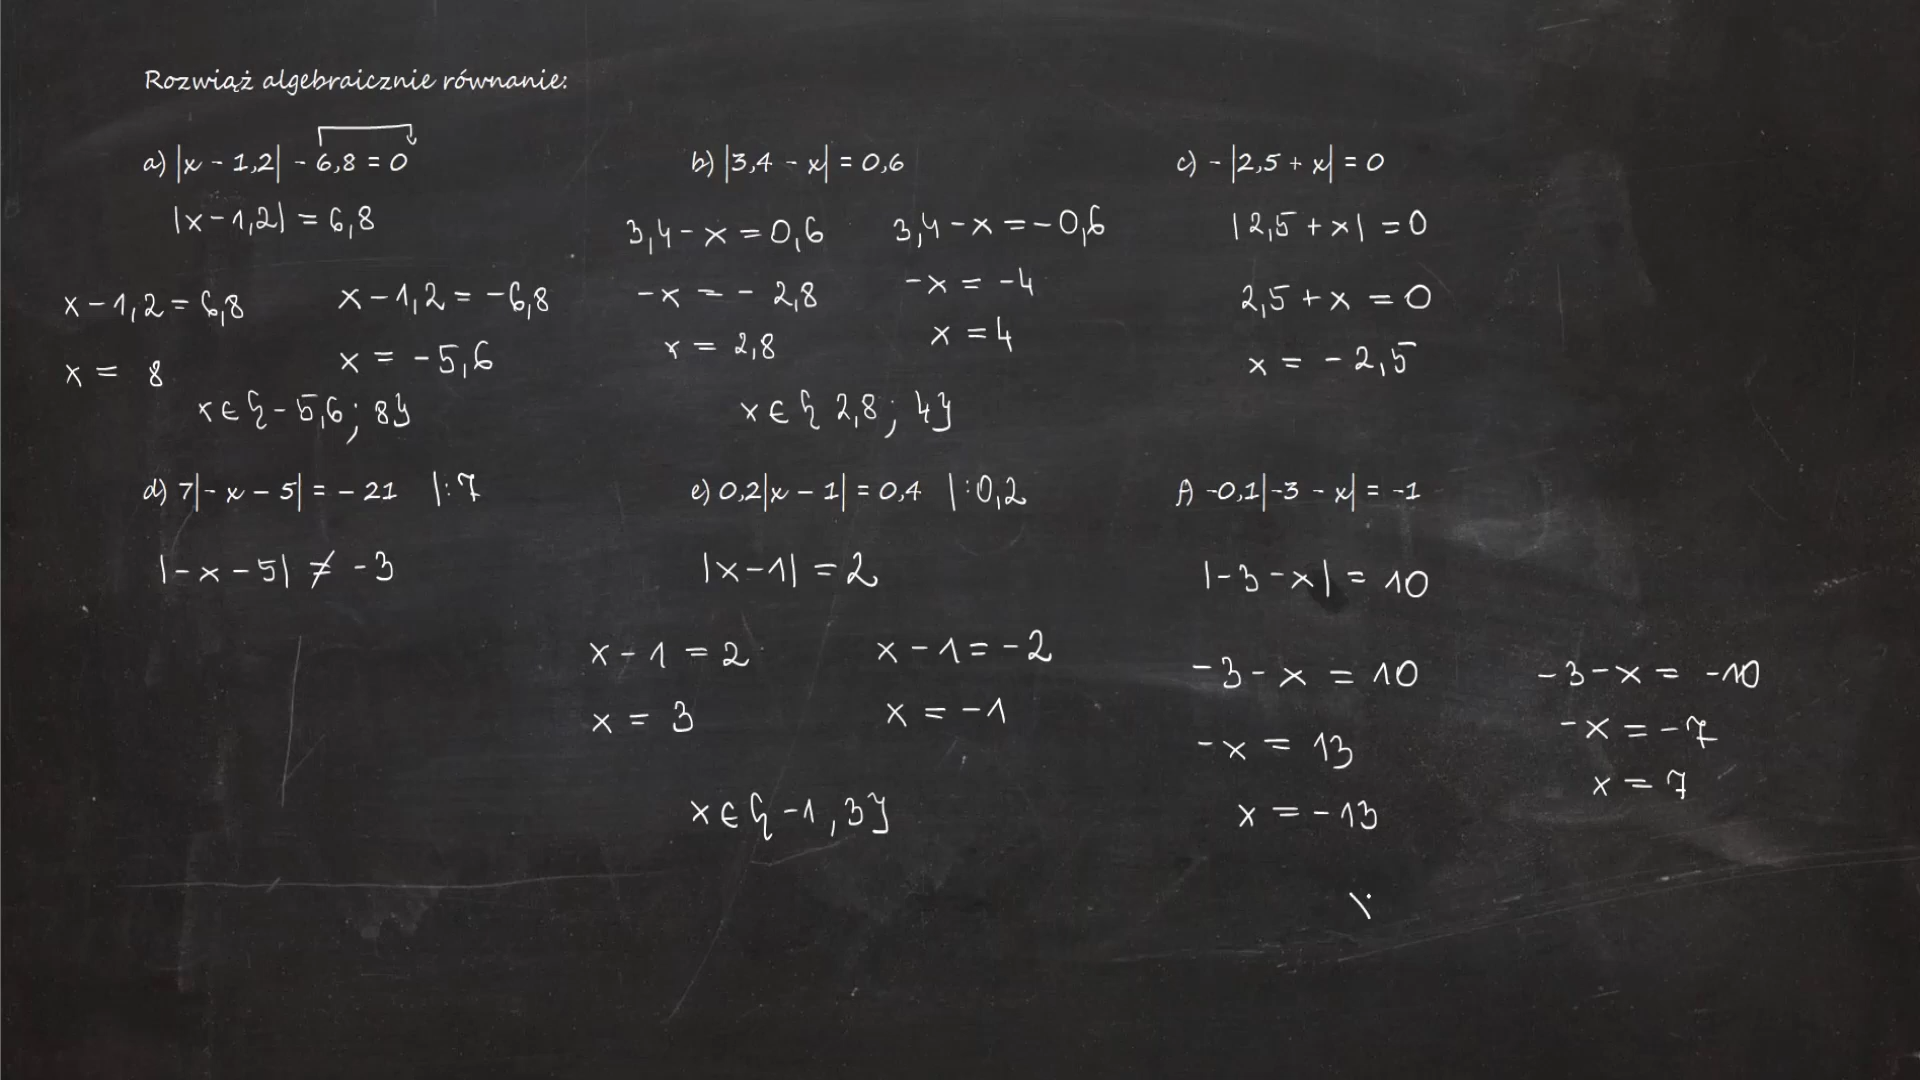 Rozwiąż algebraicznie równanie:
a) |x - 1,2| - 6,8 = 0
|x - 1,2| = 6,8
x - 1,2 = 6,8
x - 1,2 = -6,8
x = 8
x = -5,6
x ∈ {-5,6; 8}
b) |3,4 - x| = 0,6
3,4 - x = 0,6
3,4 - x = -0,6
-x = - 2,8
-x = -4
x = 2,8
x = 4
x ∈ {2,8; 4}
c) - |2,5 + x| = 0
|2,5 + x| = 0
2,5 + x = 0
x = -2,5
d) 7|- x - 5| = - 21 |:7
|-x - 5| ≠ -3
e) 0,2|x - 1| = 0,4 |:0,2
|x-1| = 2
x - 1 = 2
x - 1 = -2
x = 3
x = -1
x ∈ {-1, 3}
f) -0,1|-3 - x| = -1
|-3 - x| = 10
-3 - x = 10
-3 - x = -10
-x = 13
-x = -7
x = -13
x = 7